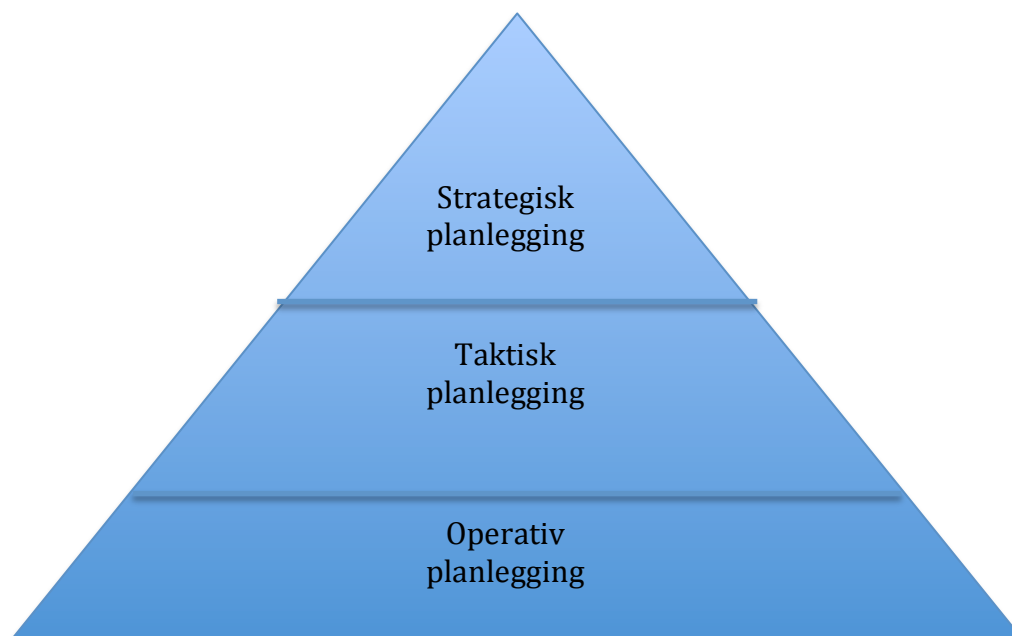 Strategisk
planlegging
Taktisk
planlegging
Operativ
planlegging